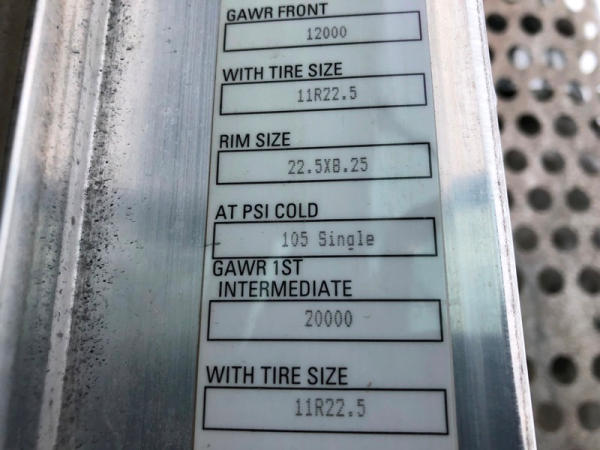 GAWR FRONT
12000
WITH TIRE SIZE
11R22.5
RIM SIZE
22.5X8.25
AT PSI COLD
105 Single
GAWR 1ST
INTERMEDIATE
20000
WITH TIRE SIZE
11R22.5